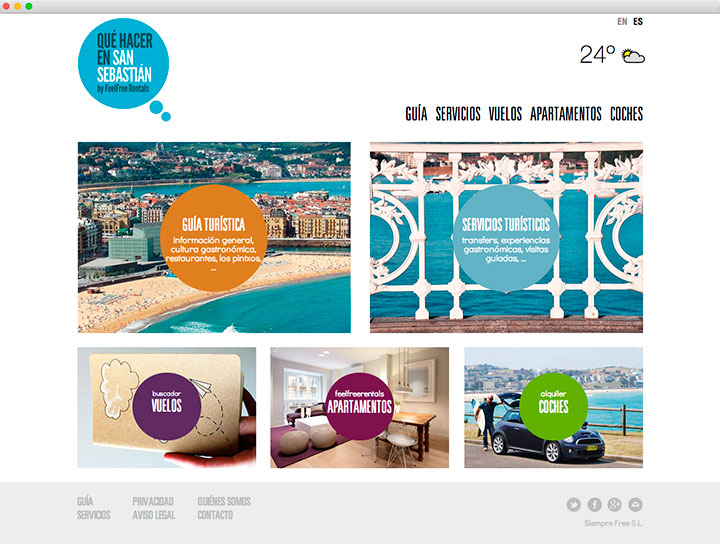 QUÉ HACER
EN SAN
SEBASTIÁN
by FeelFree Rentals
EN ES
24º
GUÍA SERVICIOS VUELOS APARTAMENTOS COCHES
GUÍA TURÍSTICA
Información general,
cultura gastronómica,
restaurantes, los pintxos,
...
SERVICIOS TURÍSTICOS
transfers, experiencias
gastronómicas, visitas
guiadas, ...
buscador
VUELOS
feelfreerentals
APARTAMENTOS
alquiler
COCHES
GUÍA PRIVACIDAD QUIÉNES SOMOS
SERVICIOS AVISO LEGAL CONTACTO
Siempre Free S.L.